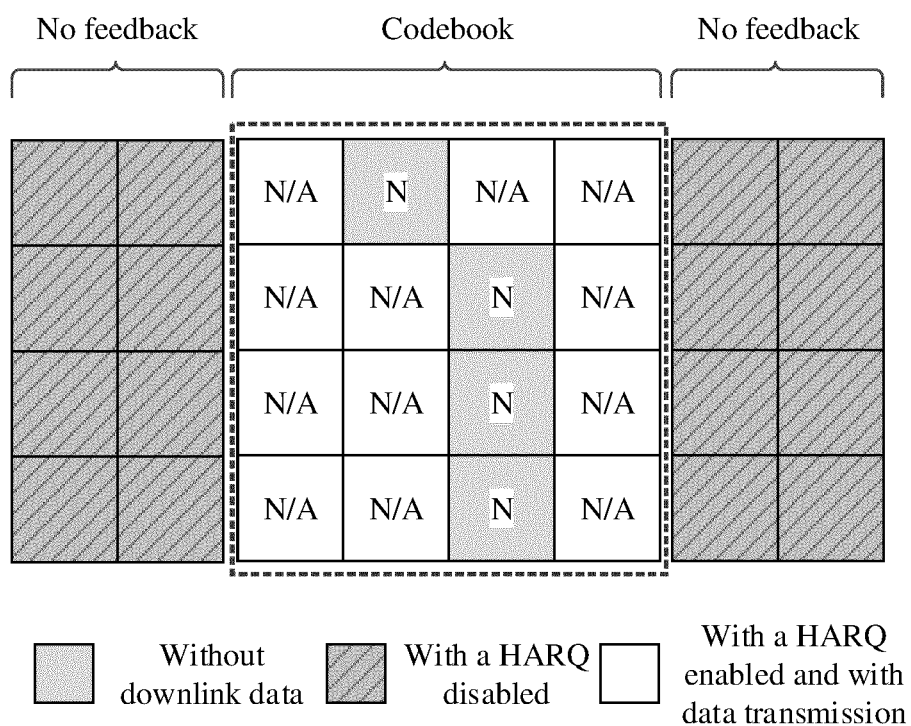 No feedback
Codebook
No feedback
N/A N N/A N/A
N/A N/A N N/A
N/A N/A N N/A
N/A N/A N N/A
Without
downlink data
With a HARQ
disabled
With a HARQ
enabled and with
data transmission